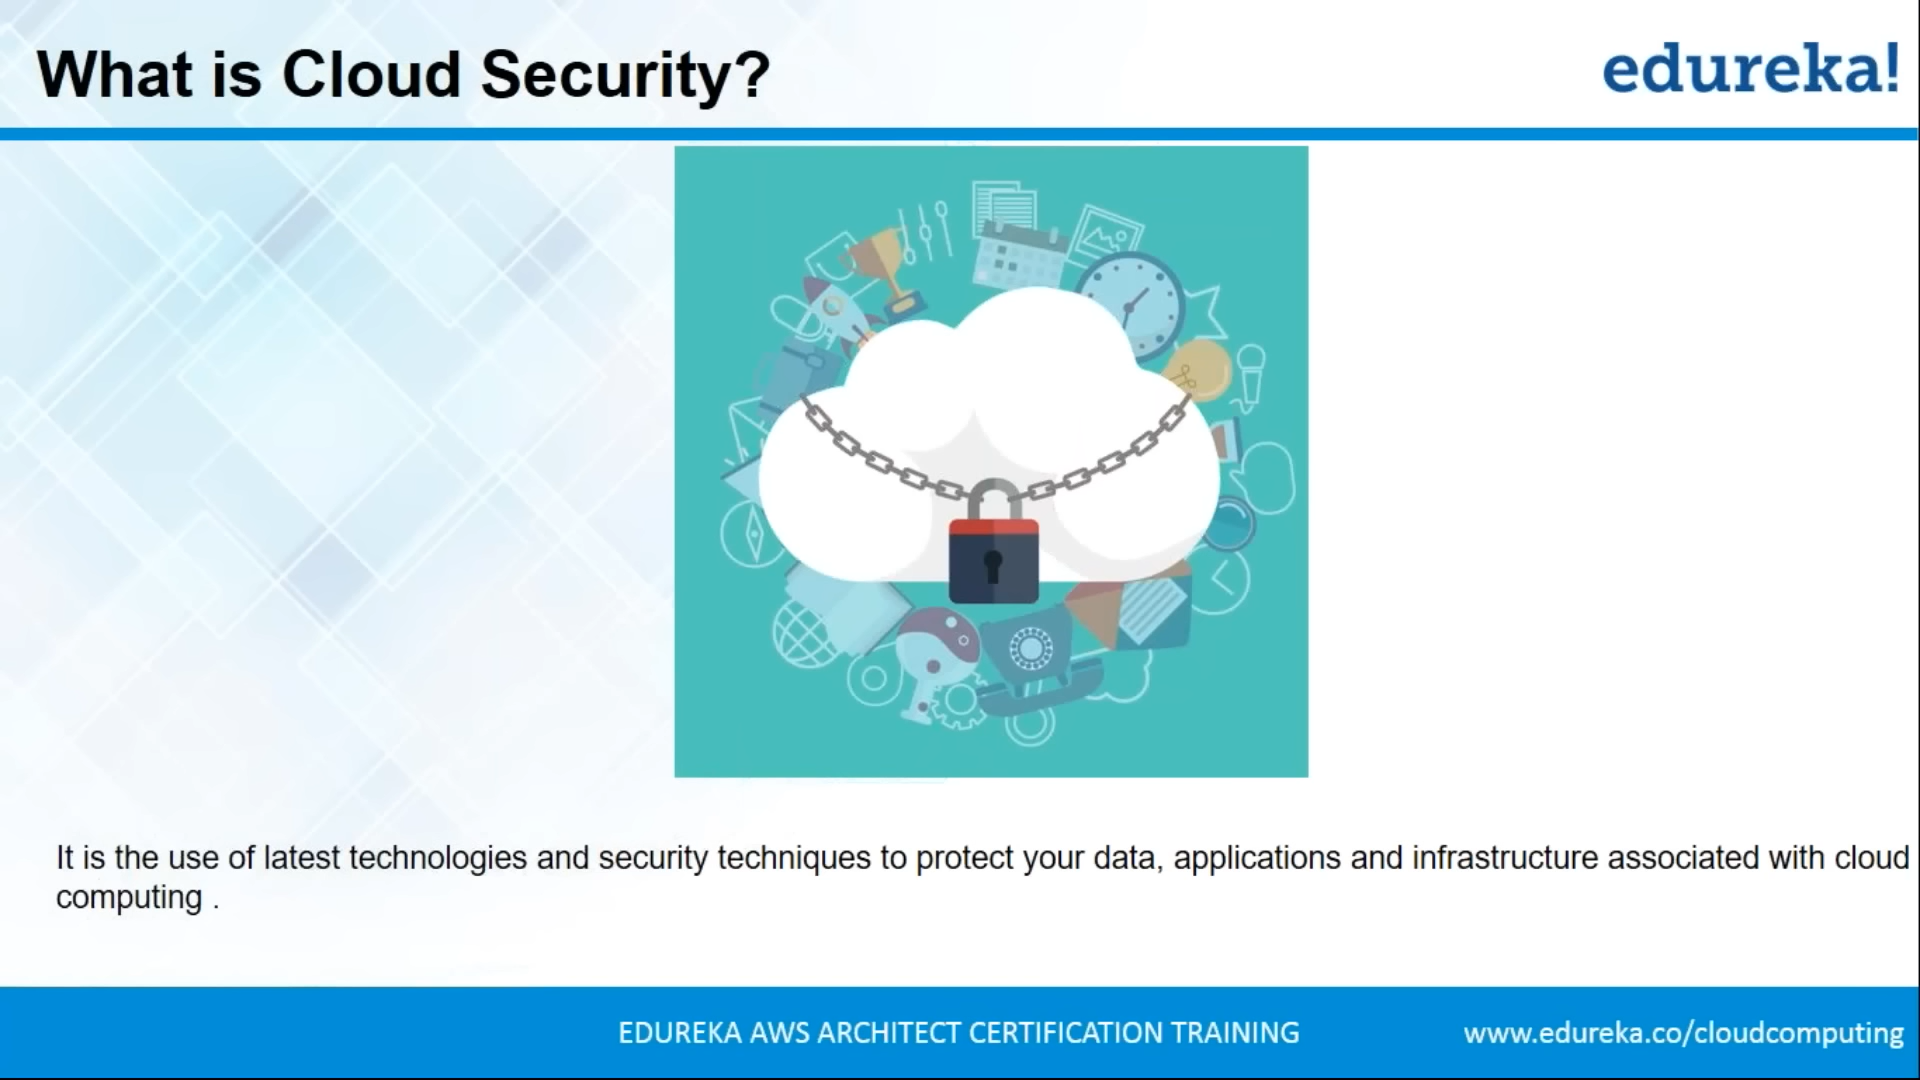 What is Cloud Security?
edureka!
It is the use of latest technologies and security techniques to protect your data, applications and infrastructure associated with cloud
computing .
EDUREKA AWS ARCHITECT CERTIFICATION TRAINING
www.edureka.co/cloudcomputing